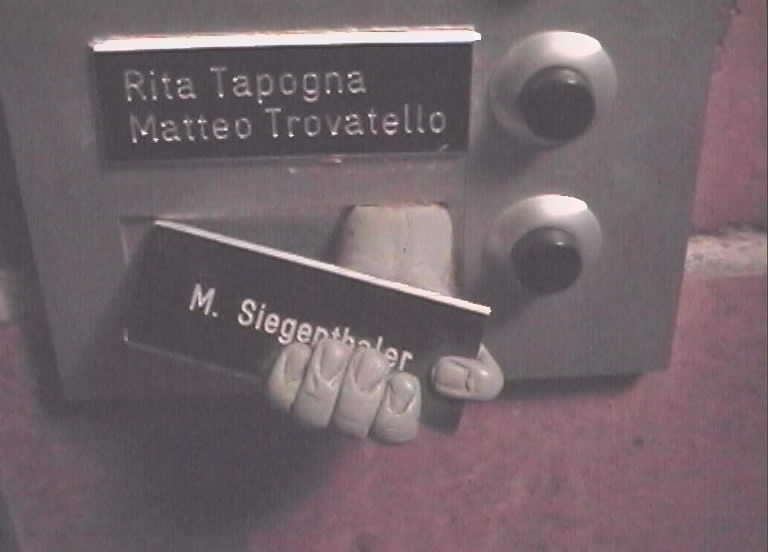 Rita Tapogna
Matteo Trovatello
M. Siegenthaler